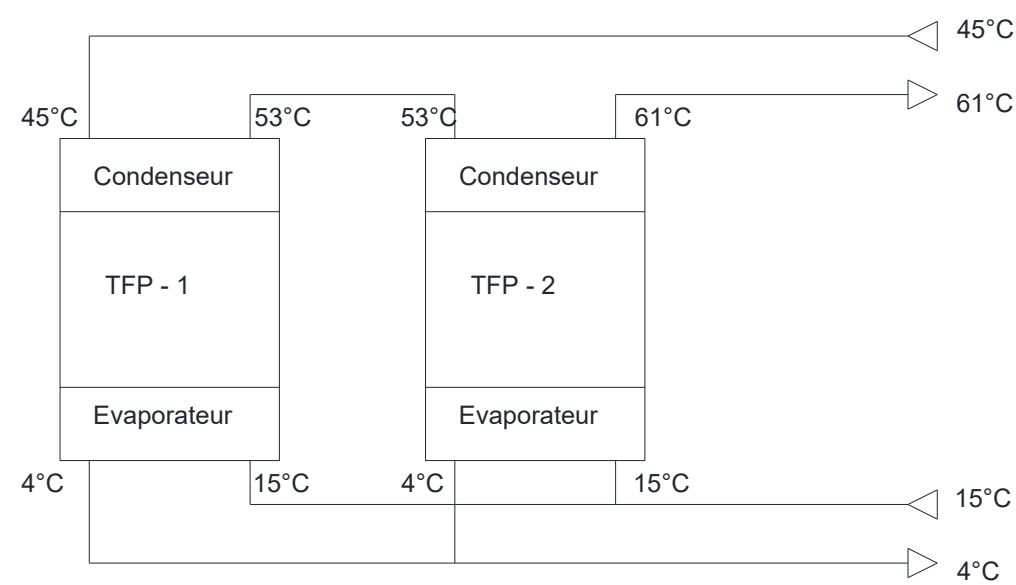 45°C
61°C
45°C
53°C
53°C
61°C
Condenseur
Condenseur
TFP - 1
TFP - 2
Evaporateur
Evaporateur
4°C
15°C
4°C
15°C
15°C
4°C